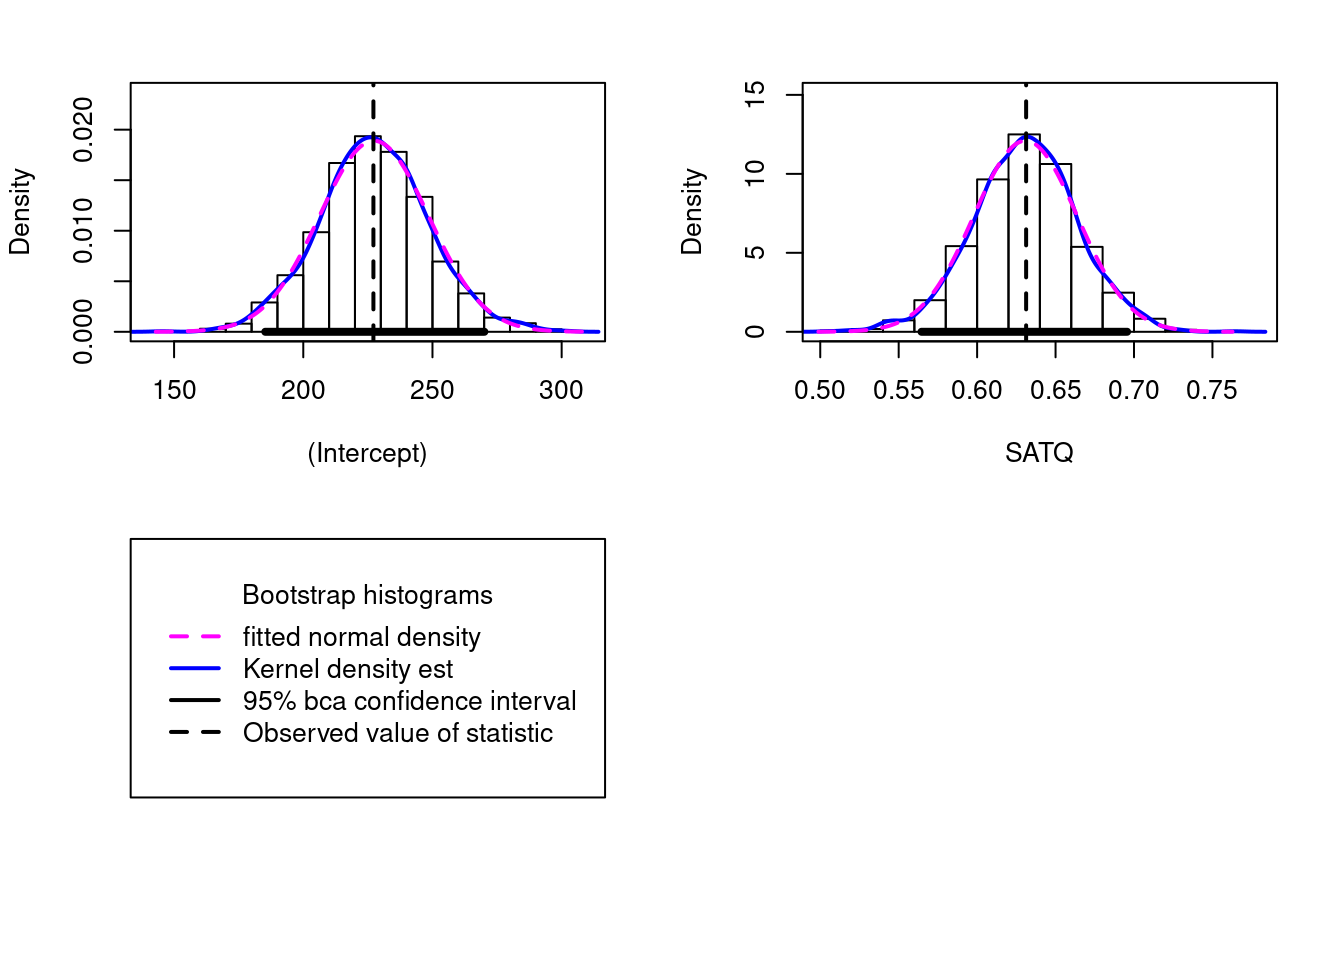 Density
0.000
0.010
0.020
150
200
250
300
(Intercept)
Density
0
5
10
15
0.50
0.55
0.60
0.65
0.70
0.75
SATQ
Bootstrap histograms
fitted normal density
Kernel density est
95% bca confidence interval
Observed value of statistic